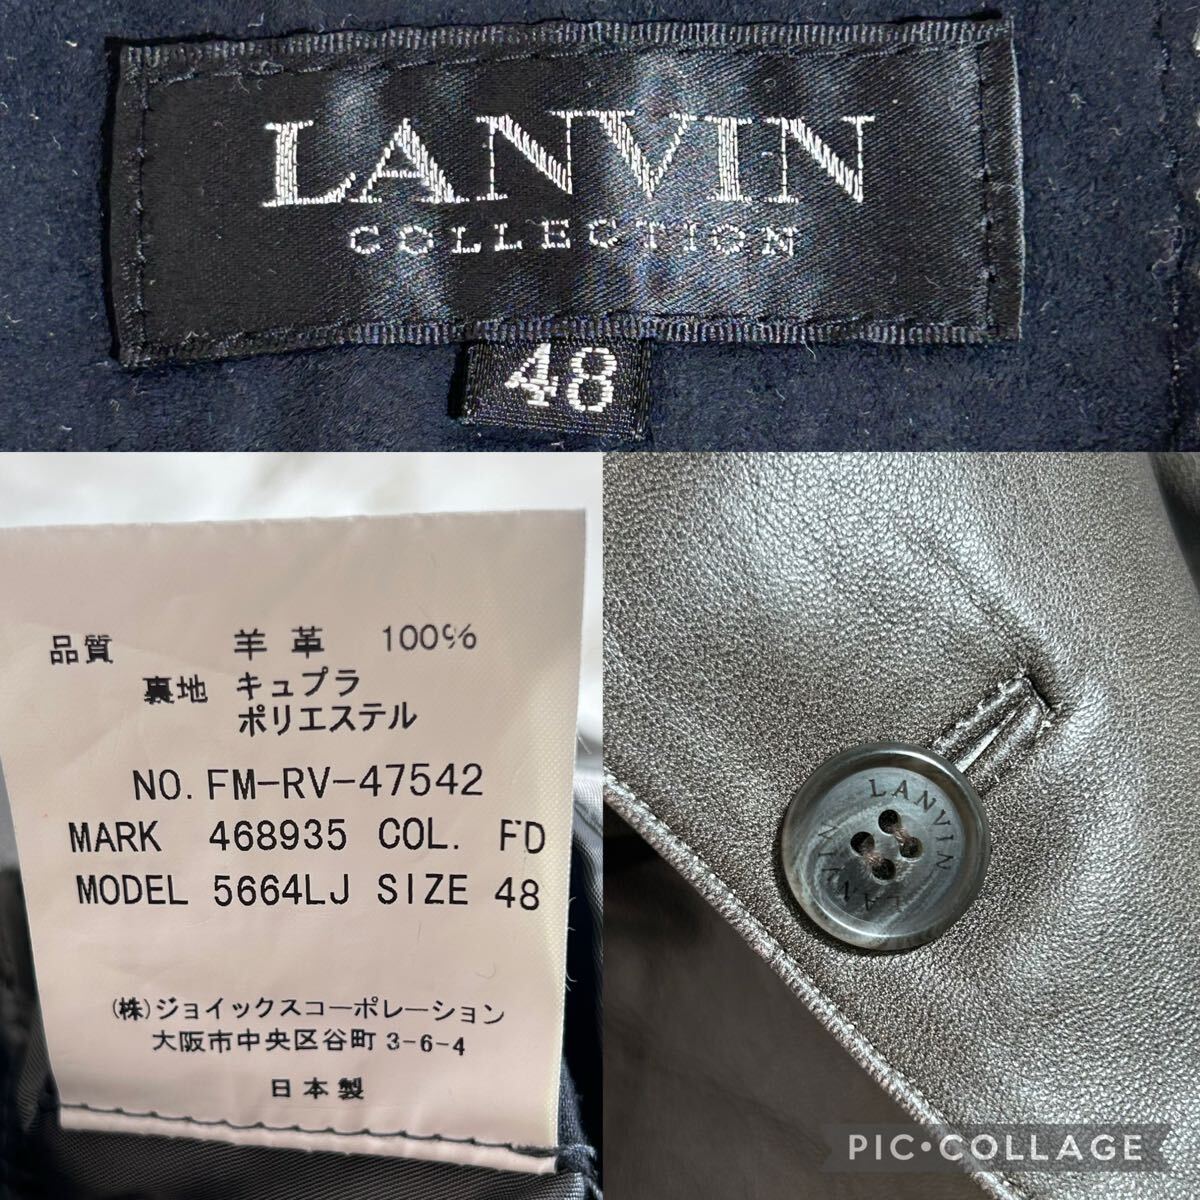 LANVIN
COLLECTION
48
品質 羊革 100%
裏地 キュプラ
ポリエステル
NO. FM-RV-47542
MARK 468935 COL. FD
MODEL 5664LJ SIZE 48
(株)ジョイックスコーポレーション
大阪市中央区谷町 3-6-4
日本製
LANVIN
LANVIN
PIC•COLLAGE